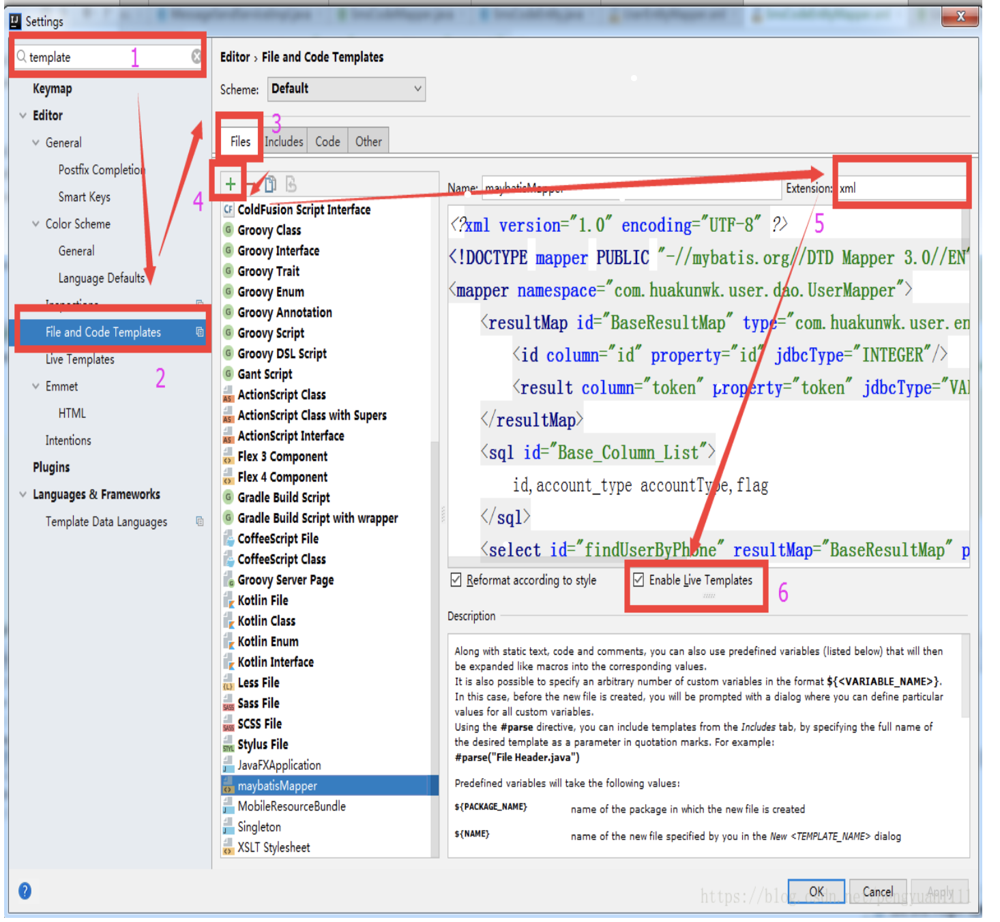 Settings
template
1
Keymap
Editor
General
Postfix Completion
Smart Keys
Color Scheme
General
Language Defaults
Inspections
File and Code Templates
Live Templates
2
Emmet
HTML
Intentions
Plugins
Languages & Frameworks
Template Data Languages
Editor › File and Code Templates
Scheme: Default
3
Files Includes Code Other
4
ColdFusion Script Interface
Groovy Class
Groovy Interface
Groovy Trait
Groovy Enum
Groovy Annotation
Groovy Script
Groovy DSL Script
Gant Script
ActionScript Class
ActionScript Class with Supers
ActionScript Interface
Flex 3 Component
Flex 4 Component
Gradle Build Script
Gradle Build Script with wrapper
CoffeeScript File
CoffeeScript Class
Groovy Server Page
Kotlin File
Kotlin Class
Kotlin Enum
Kotlin Interface
Less File
Sass File
SCSS File
Stylus File
JavaFXApplication
maybatisMapper
MobileResourceBundle
Singleton
XSLT Stylesheet
Name: maybatisMapper Extension: xml
5
<?xml version="1.0" encoding="UTF-8" ?>
<!DOCTYPE mapper PUBLIC "-//mybatis.org//DTD Mapper 3.0//EN"
<mapper namespace="com.huakunwk.user.dao.UserMapper">
<resultMap id="BaseResultMap" type="com.huakunwk.user.en
<id column="id" property="id" jdbcType="INTEGER"/>
<result column="token" property="token" jdbcType="VA
</resultMap>
<sql id="Base_Column_List">
id,account_type accountType,flag
</sql>
<select id="findUserByPhone" resultMap="BaseResultMap" p
Reformat according to style Enable Live Templates
6
Description
Along with static text, code and comments, you can also use predefined variables (listed below) that will then
be expanded like macros into the corresponding values.
It is also possible to specify an arbitrary number of custom variables in the format ${<VARIABLE_NAME>}.
In this case, before the new file is created, you will be prompted with a dialog where you can define particular
values for all custom variables.
Using the #parse directive, you can include templates from the Includes tab, by specifying the full name of
the desired template as a parameter in quotation marks. For example:
#parse("File Header.java")
Predefined variables will take the following values:
${PACKAGE_NAME} name of the package in which the new file is created
${NAME} name of the new file specified by you in the New <TEMPLATE_NAME> dialog
OK Cancel Apply